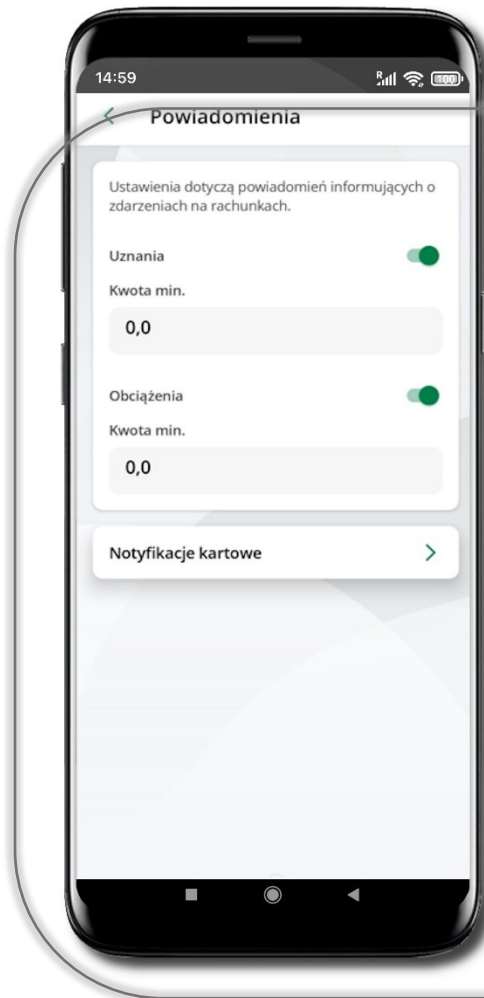 14:59
R
100
Powiadomienia
Ustawienia dotyczą powiadomień informujących o
zdarzeniach na rachunkach.
Uznania
Kwota min.
0,0
Obciążenia
Kwota min.
0,0
Notyfikacje kartowe